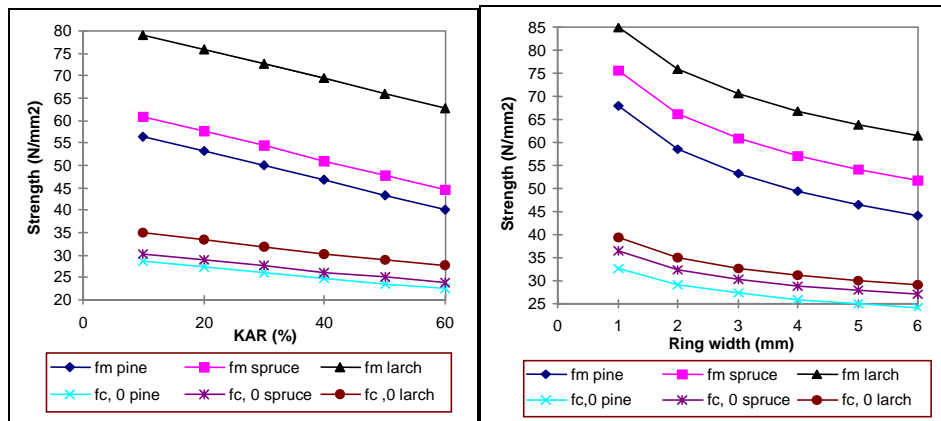 80
75
70
65
60
55
50
45
40
35
30
25
20
Strength (N/mm2)
0 20 40 60
KAR (%)
fm pine fm spruce fm larch
fc, 0 pine fc, 0 spruce fc ,0 larch
85
80
75
70
65
60
55
50
45
40
35
30
25
Strength (N/mm2)
0 1 2 3 4 5 6
Ring width (mm)
fm pine fm spruce fm larch
fc,0 pine fc, 0 spruce fc, 0 larch